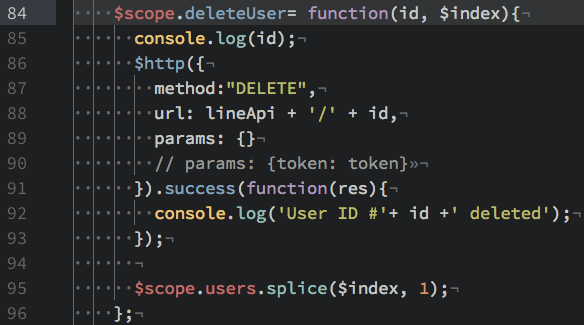 84 $scope.deleteUser= function(id, $index){¬
85 console.log(id);¬
86 $http({¬
87 method:"DELETE",¬
88 url: lineApi + '/' + id,¬
89 params: {}¬
90 // params: {token: token}»¬
91 }).success(function(res){¬
92 console.log('User ID #'+ id +' deleted');¬
93 });¬
94 ¬
95 $scope.users.splice($index, 1);¬
96 };¬